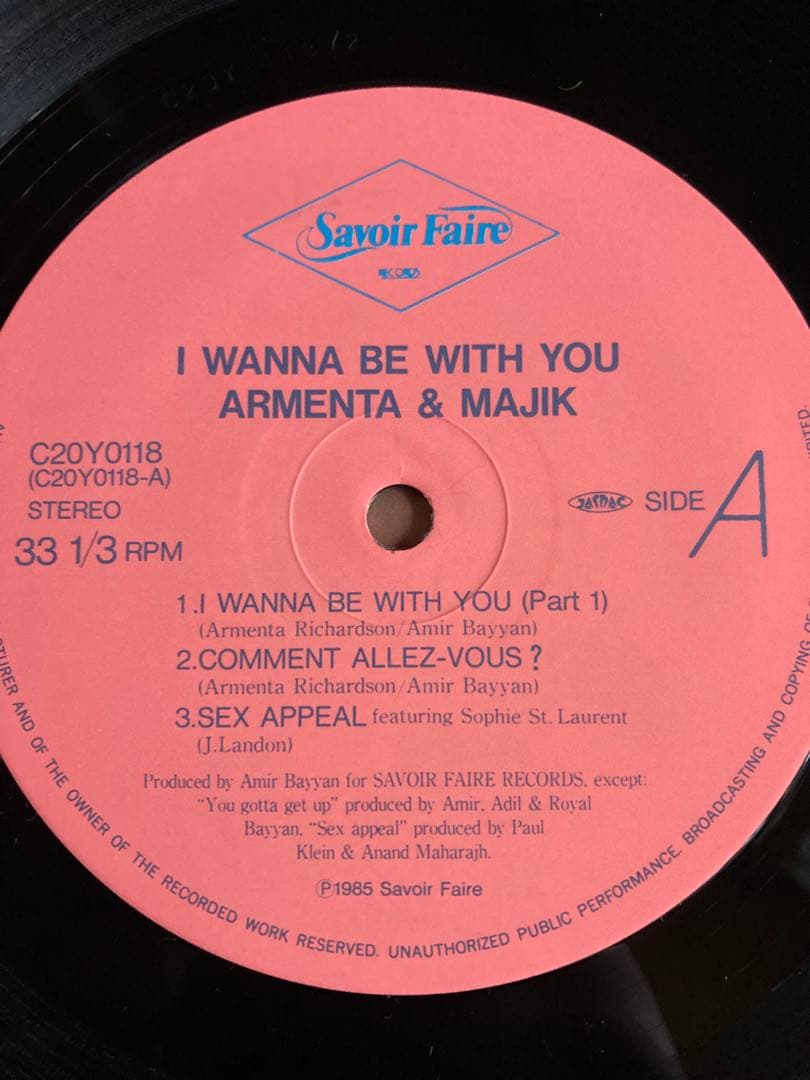 Savoir Faire
RECORDS
I WANNA BE WITH YOU
ARMENTA & MAJIK
C20Y0118
(C20Y0118-A)
STEREO
33 1/3 RPM
JASRAC
SIDE A
1.I WANNA BE WITH YOU (Part 1)
(Armenta Richardson/Amir Bayyan)
2.COMMENT ALLEZ-VOUS?
(Armenta Richardson/Amir Bayyan)
3.SEX APPEAL featuring Sophie St. Laurent
(J.Landon)
Produced by Amir Bayyan for SAVOIR FAIRE RECORDS, except:
"You gotta get up" produced by Amir, Adil & Royal
Bayyan, "Sex appeal" produced by Paul
Klein & Anand Maharajh.
Ⓟ1985 Savoir Faire
AND OF THE OWNER OF THE RECORDED WORK RESERVED. UNAUTHORIZED PUBLIC PERFORMANCE, BROADCASTING AND COPYING OF